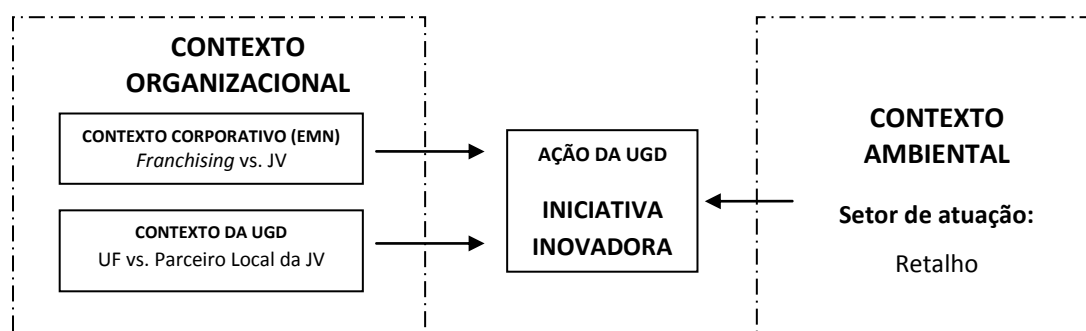 CONTEXTO
ORGANIZACIONAL
CONTEXTO CORPORATIVO (EMN)
Franchising vs. JV
CONTEXTO DA UGD
UF vs. Parceiro Local da JV
AÇÃO DA UGD
INICIATIVA
INOVADORA
CONTEXTO
AMBIENTAL
Setor de atuação:
Retalho